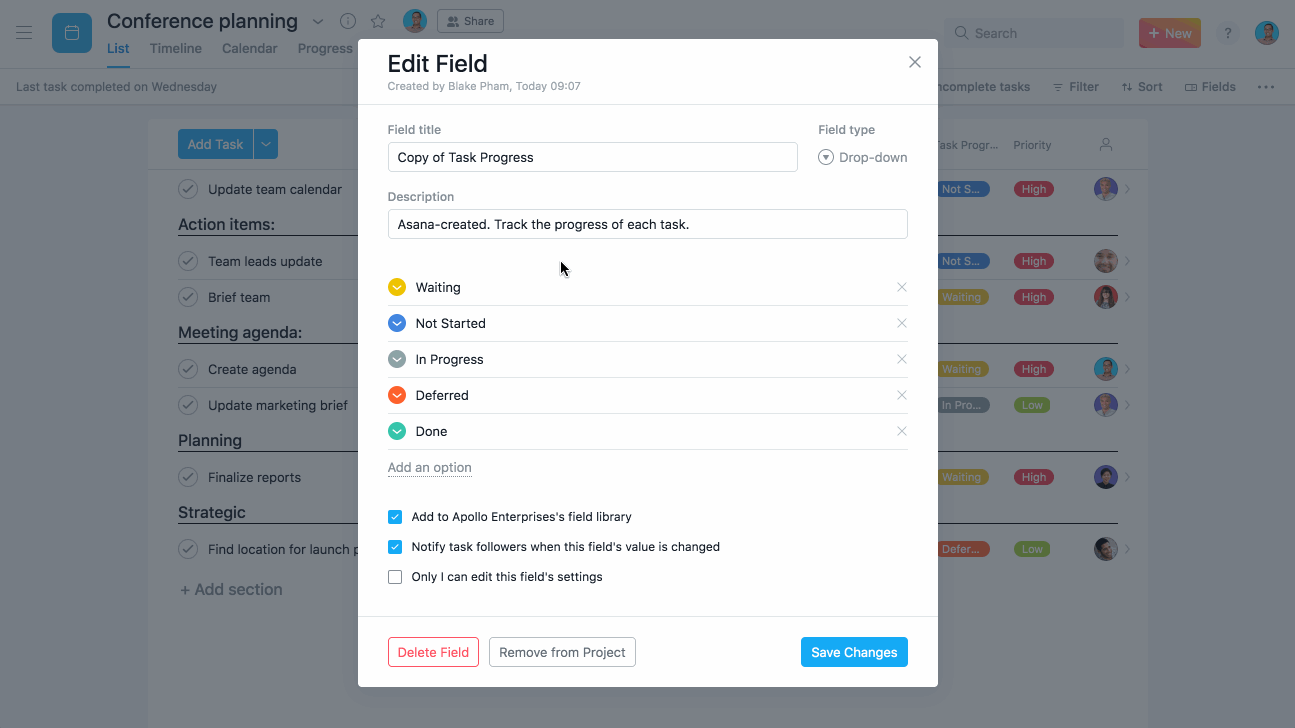 Conference planning
Share
Search
+ New
?
List Timeline Calendar Progress
Last task completed on Wednesday
ncomplete tasks Filter Sort Fields
Edit Field
Created by Blake Pham, Today 09:07
Field title
Copy of Task Progress
Field type
Drop-down
Description
Asana-created. Track the progress of each task.
Waiting
Not Started
In Progress
Deferred
Done
Add an option
Add to Apollo Enterprises's field library
Notify task followers when this field's value is changed
Only I can edit this field's settings
Delete Field Remove from Project Save Changes
Add Task
Task Progr... Priority
Update team calendar Not S... High
Action items:
Team leads update Not S... High
Brief team Waiting High
Meeting agenda:
Create agenda Waiting High
Update marketing brief In Pro... Low
Planning
Finalize reports Waiting High
Strategic
Find location for launch p Defer... Low
+ Add section